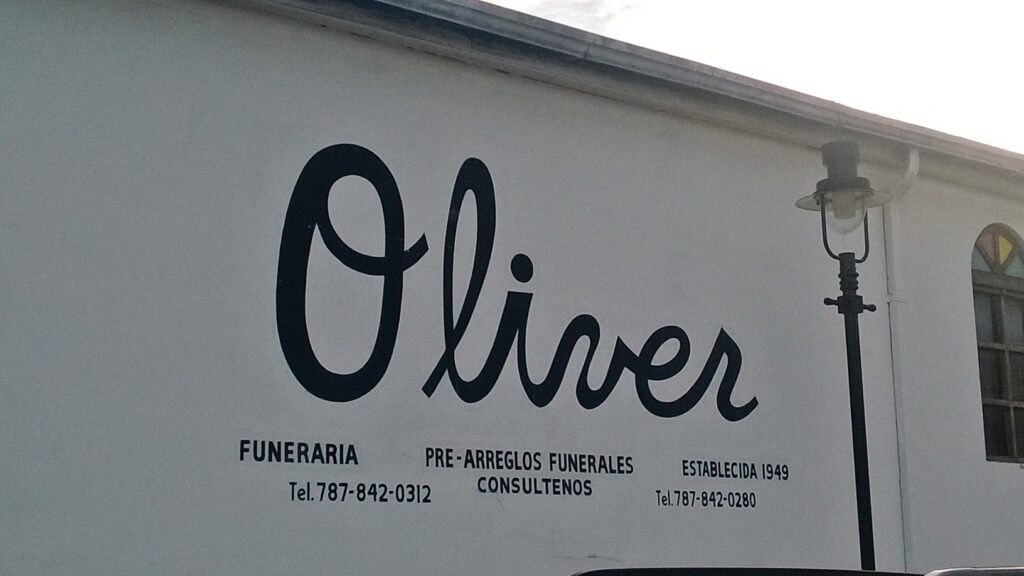 Oliver
FUNERARIA PRE-ARREGLOS FUNERALES ESTABLECIDA 1949
Tel. 787-842-0312 CONSULTENOS Tel. 787-842-0280